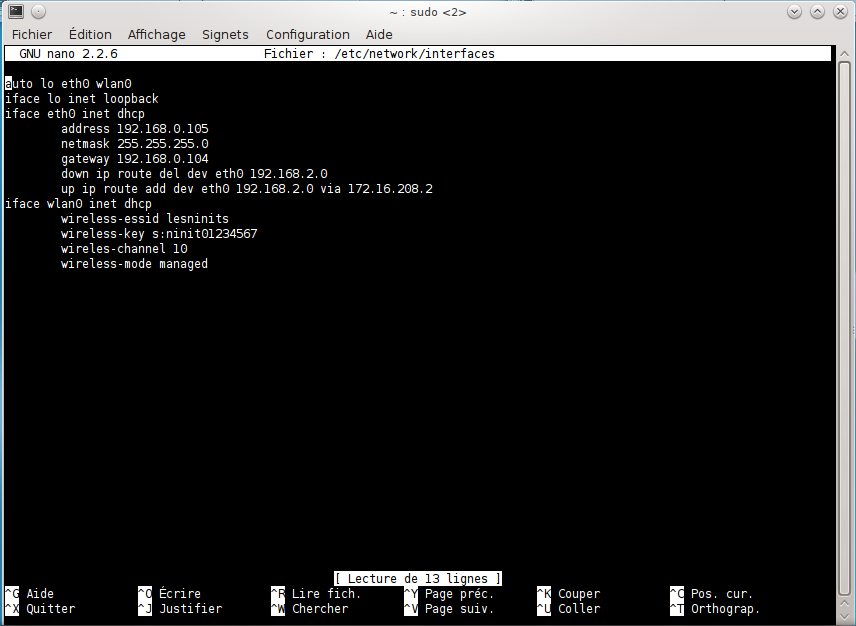 ~ : sudo <2>
Fichier Édition Affichage Signets Configuration Aide
GNU nano 2.2.6 Fichier : /etc/network/interfaces
auto lo eth0 wlan0
iface lo inet loopback
iface eth0 inet dhcp
address 192.168.0.105
netmask 255.255.255.0
gateway 192.168.0.104
down ip route del dev eth0 192.168.2.0
up ip route add dev eth0 192.168.2.0 via 172.16.208.2
iface wlan0 inet dhcp
wireless-essid lesninits
wireless-key s:ninit01234567
wireles-channel 10
wireless-mode managed
[ Lecture de 13 lignes ]
^G Aide ^O Écrire ^R Lire fich. ^Y Page préc. ^K Couper ^C Pos. cur.
^X Quitter ^J Justifier ^W Chercher ^V Page suiv. ^U Coller ^T Orthograp.